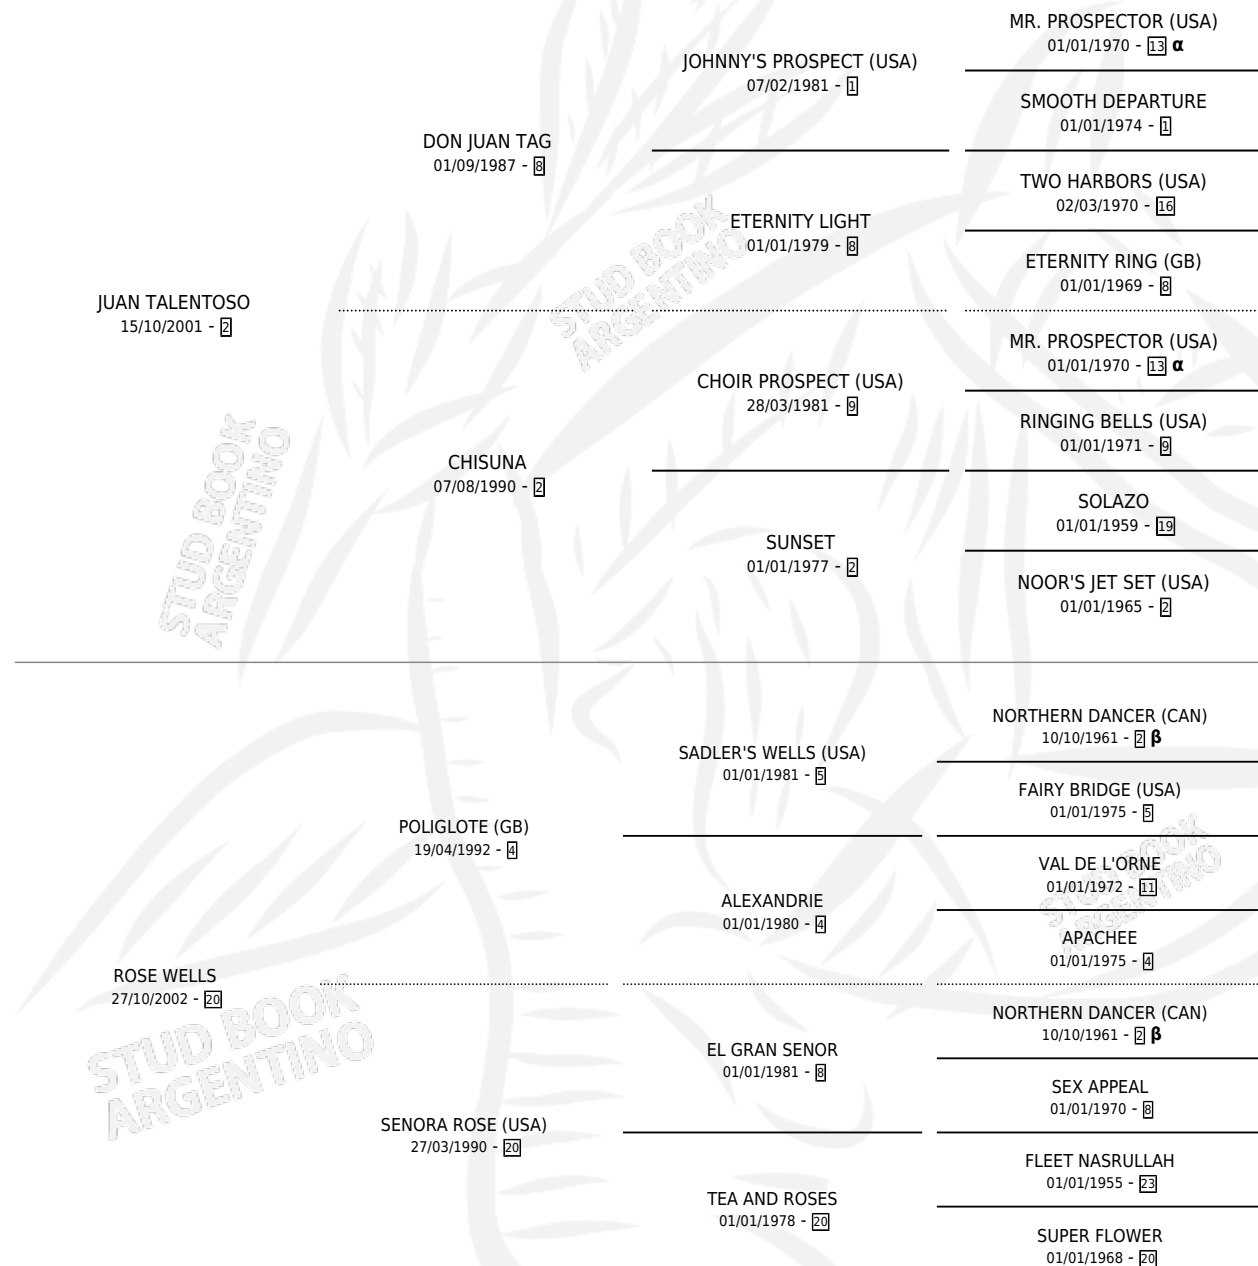 MR. PROSPECTOR (USA)
01/01/1970 - 13 α
JOHNNY'S PROSPECT (USA)
07/02/1981 - 1
SMOOTH DEPARTURE
01/01/1974 - 1
DON JUAN TAG
01/09/1987 - 8
TWO HARBORS (USA)
02/03/1970 - 16
ETERNITY LIGHT
01/01/1979 - 8
ETERNITY RING (GB)
01/01/1969 - 8
JUAN TALENTOSO
15/10/2001 - 2
STUD BOOK
ARGENTINO
MR. PROSPECTOR (USA)
01/01/1970 - 13 α
CHOIR PROSPECT (USA)
28/03/1981 - 9
RINGING BELLS (USA)
01/01/1971 - 9
CHISUNA
07/08/1990 - 2
STUD BOOK
ARGENTINO
SOLAZO
01/01/1959 - 19
SUNSET
01/01/1977 - 2
NOOR'S JET SET (USA)
01/01/1965 - 2
NORTHERN DANCER (CAN)
10/10/1961 - 2 β
SADLER'S WELLS (USA)
01/01/1981 - 5
FAIRY BRIDGE (USA)
01/01/1975 - 5
POLIGLOTE (GB)
19/04/1992 - 4
STUD BOOK
ARGENTINO
VAL DE L'ORNE
01/01/1972 - 11
ALEXANDRIE
01/01/1980 - 4
APACHEE
01/01/1975 - 4
ROSE WELLS
27/10/2002 - 20
STUD BOOK
ARGENTINO
NORTHERN DANCER (CAN)
10/10/1961 - 2 β
EL GRAN SENOR
01/01/1981 - 8
SEX APPEAL
01/01/1970 - 8
SENORA ROSE (USA)
27/03/1990 - 20
FLEET NASRULLAH
01/01/1955 - 23
TEA AND ROSES
01/01/1978 - 20
SUPER FLOWER
01/01/1968 - 20